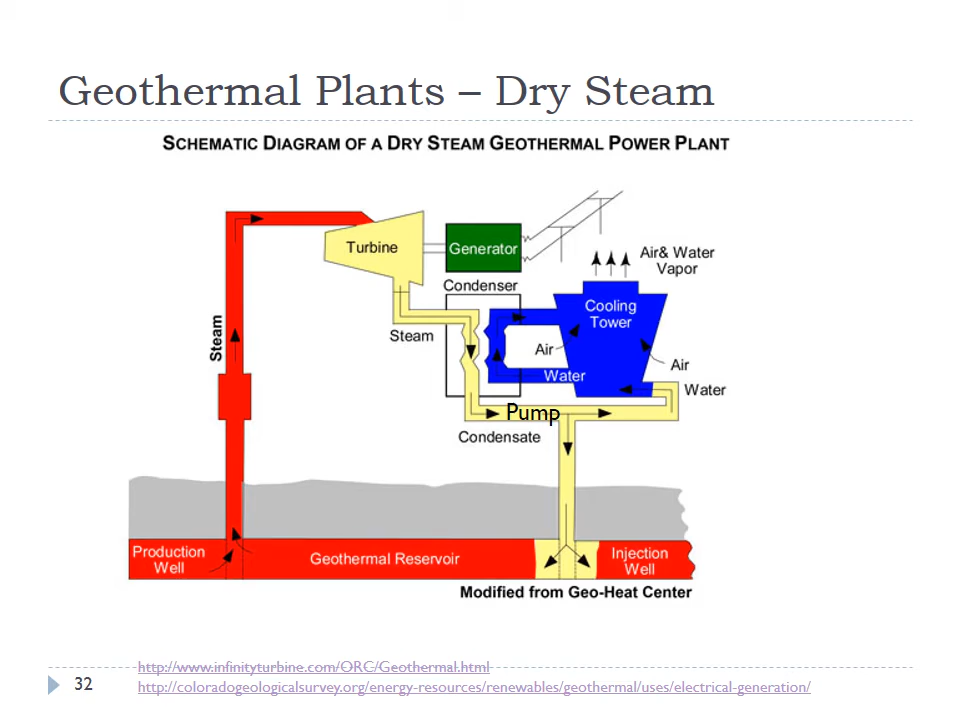 Geothermal Plants – Dry Steam
SCHEMATIC DIAGRAM OF A DRY STEAM GEOTHERMAL POWER PLANT
Turbine
Generator
Air& Water
Vapor
Condenser
Cooling
Tower
Steam
Steam
Air
Air
Water
Water
Pump
Condensate
Production
Well
Geothermal Reservoir
Injection
Well
Modified from Geo-Heat Center
http://www.infinityturbine.com/ORC/Geothermal.html
32
http://coloradogeologicalsurvey.org/energy-resources/renewables/geothermal/uses/electrical-generation/